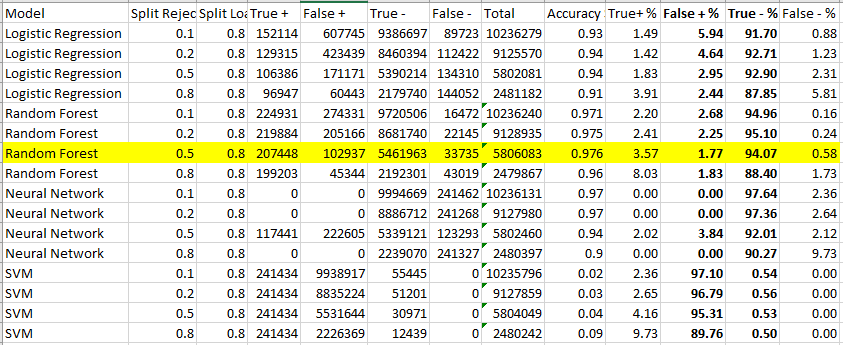 Model Split Rejec Split Loa True + False + True - False - Total Accuracy True+ % False + % True - % False - %
Logistic Regression 0.1 0.8 152114 607745 9386697 89723 10236279 0.93 1.49 5.94 91.70 0.88
Logistic Regression 0.2 0.8 129315 423439 8460394 112422 9125570 0.94 1.42 4.64 92.71 1.23
Logistic Regression 0.5 0.8 106386 171171 5390214 134310 5802081 0.94 1.83 2.95 92.90 2.31
Logistic Regression 0.8 0.8 96947 60443 2179740 144052 2481182 0.91 3.91 2.44 87.85 5.81
Random Forest 0.1 0.8 224931 274331 9720506 16472 10236240 0.971 2.20 2.68 94.96 0.16
Random Forest 0.2 0.8 219884 205166 8681740 22145 9128935 0.975 2.41 2.25 95.10 0.24
Random Forest 0.5 0.8 207448 102937 5461963 33735 5806083 0.976 3.57 1.77 94.07 0.58
Random Forest 0.8 0.8 199203 45344 2192301 43019 2479867 0.96 8.03 1.83 88.40 1.73
Neural Network 0.1 0.8 0 0 9994669 241462 10236131 0.97 0.00 0.00 97.64 2.36
Neural Network 0.2 0.8 0 0 8886712 241268 9127980 0.97 0.00 0.00 97.36 2.64
Neural Network 0.5 0.8 117441 222605 5339121 123293 5802460 0.94 2.02 3.84 92.01 2.12
Neural Network 0.8 0.8 0 0 2239070 241327 2480397 0.9 0.00 0.00 90.27 9.73
SVM 0.1 0.8 241434 9938917 55445 0 10235796 0.02 2.36 97.10 0.54 0.00
SVM 0.2 0.8 241434 8835224 51201 0 9127859 0.03 2.65 96.79 0.56 0.00
SVM 0.5 0.8 241434 5531644 30971 0 5804049 0.04 4.16 95.31 0.53 0.00
SVM 0.8 0.8 241434 2226369 12439 0 2480242 0.09 9.73 89.76 0.50 0.00